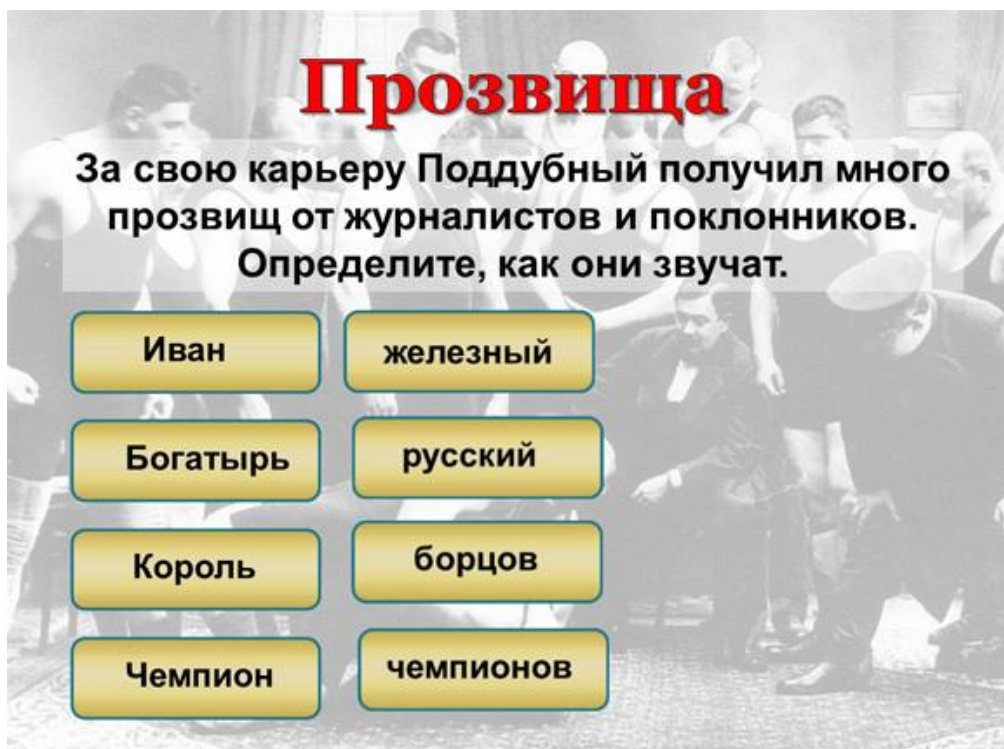 Прозвища
За свою карьеру Поддубный получил много
прозвищ от журналистов и поклонников.
Определите, как они звучат.
Иван железный
Богатырь русский
Король борцов
Чемпион чемпионов